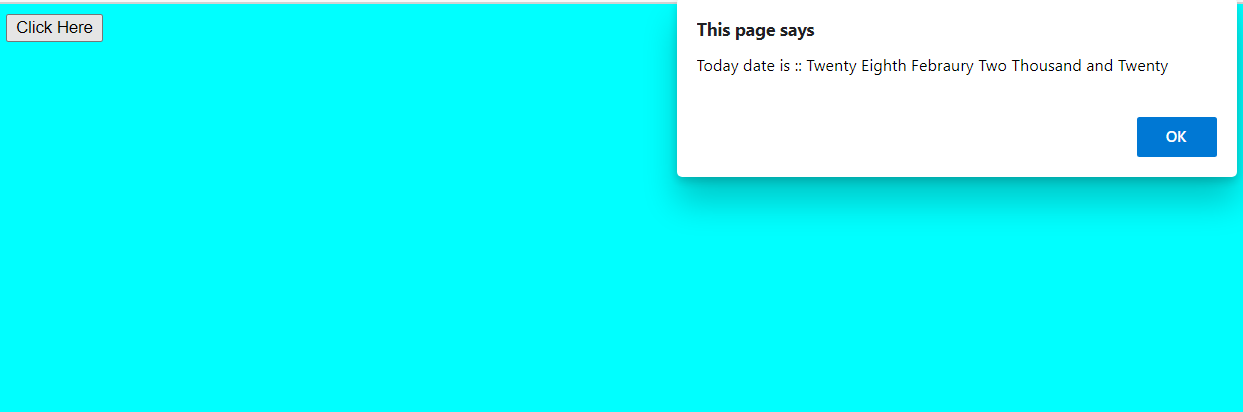 Click Here
This page says
Today date is :: Twenty Eighth Febraury Two Thousand and Twenty
OK